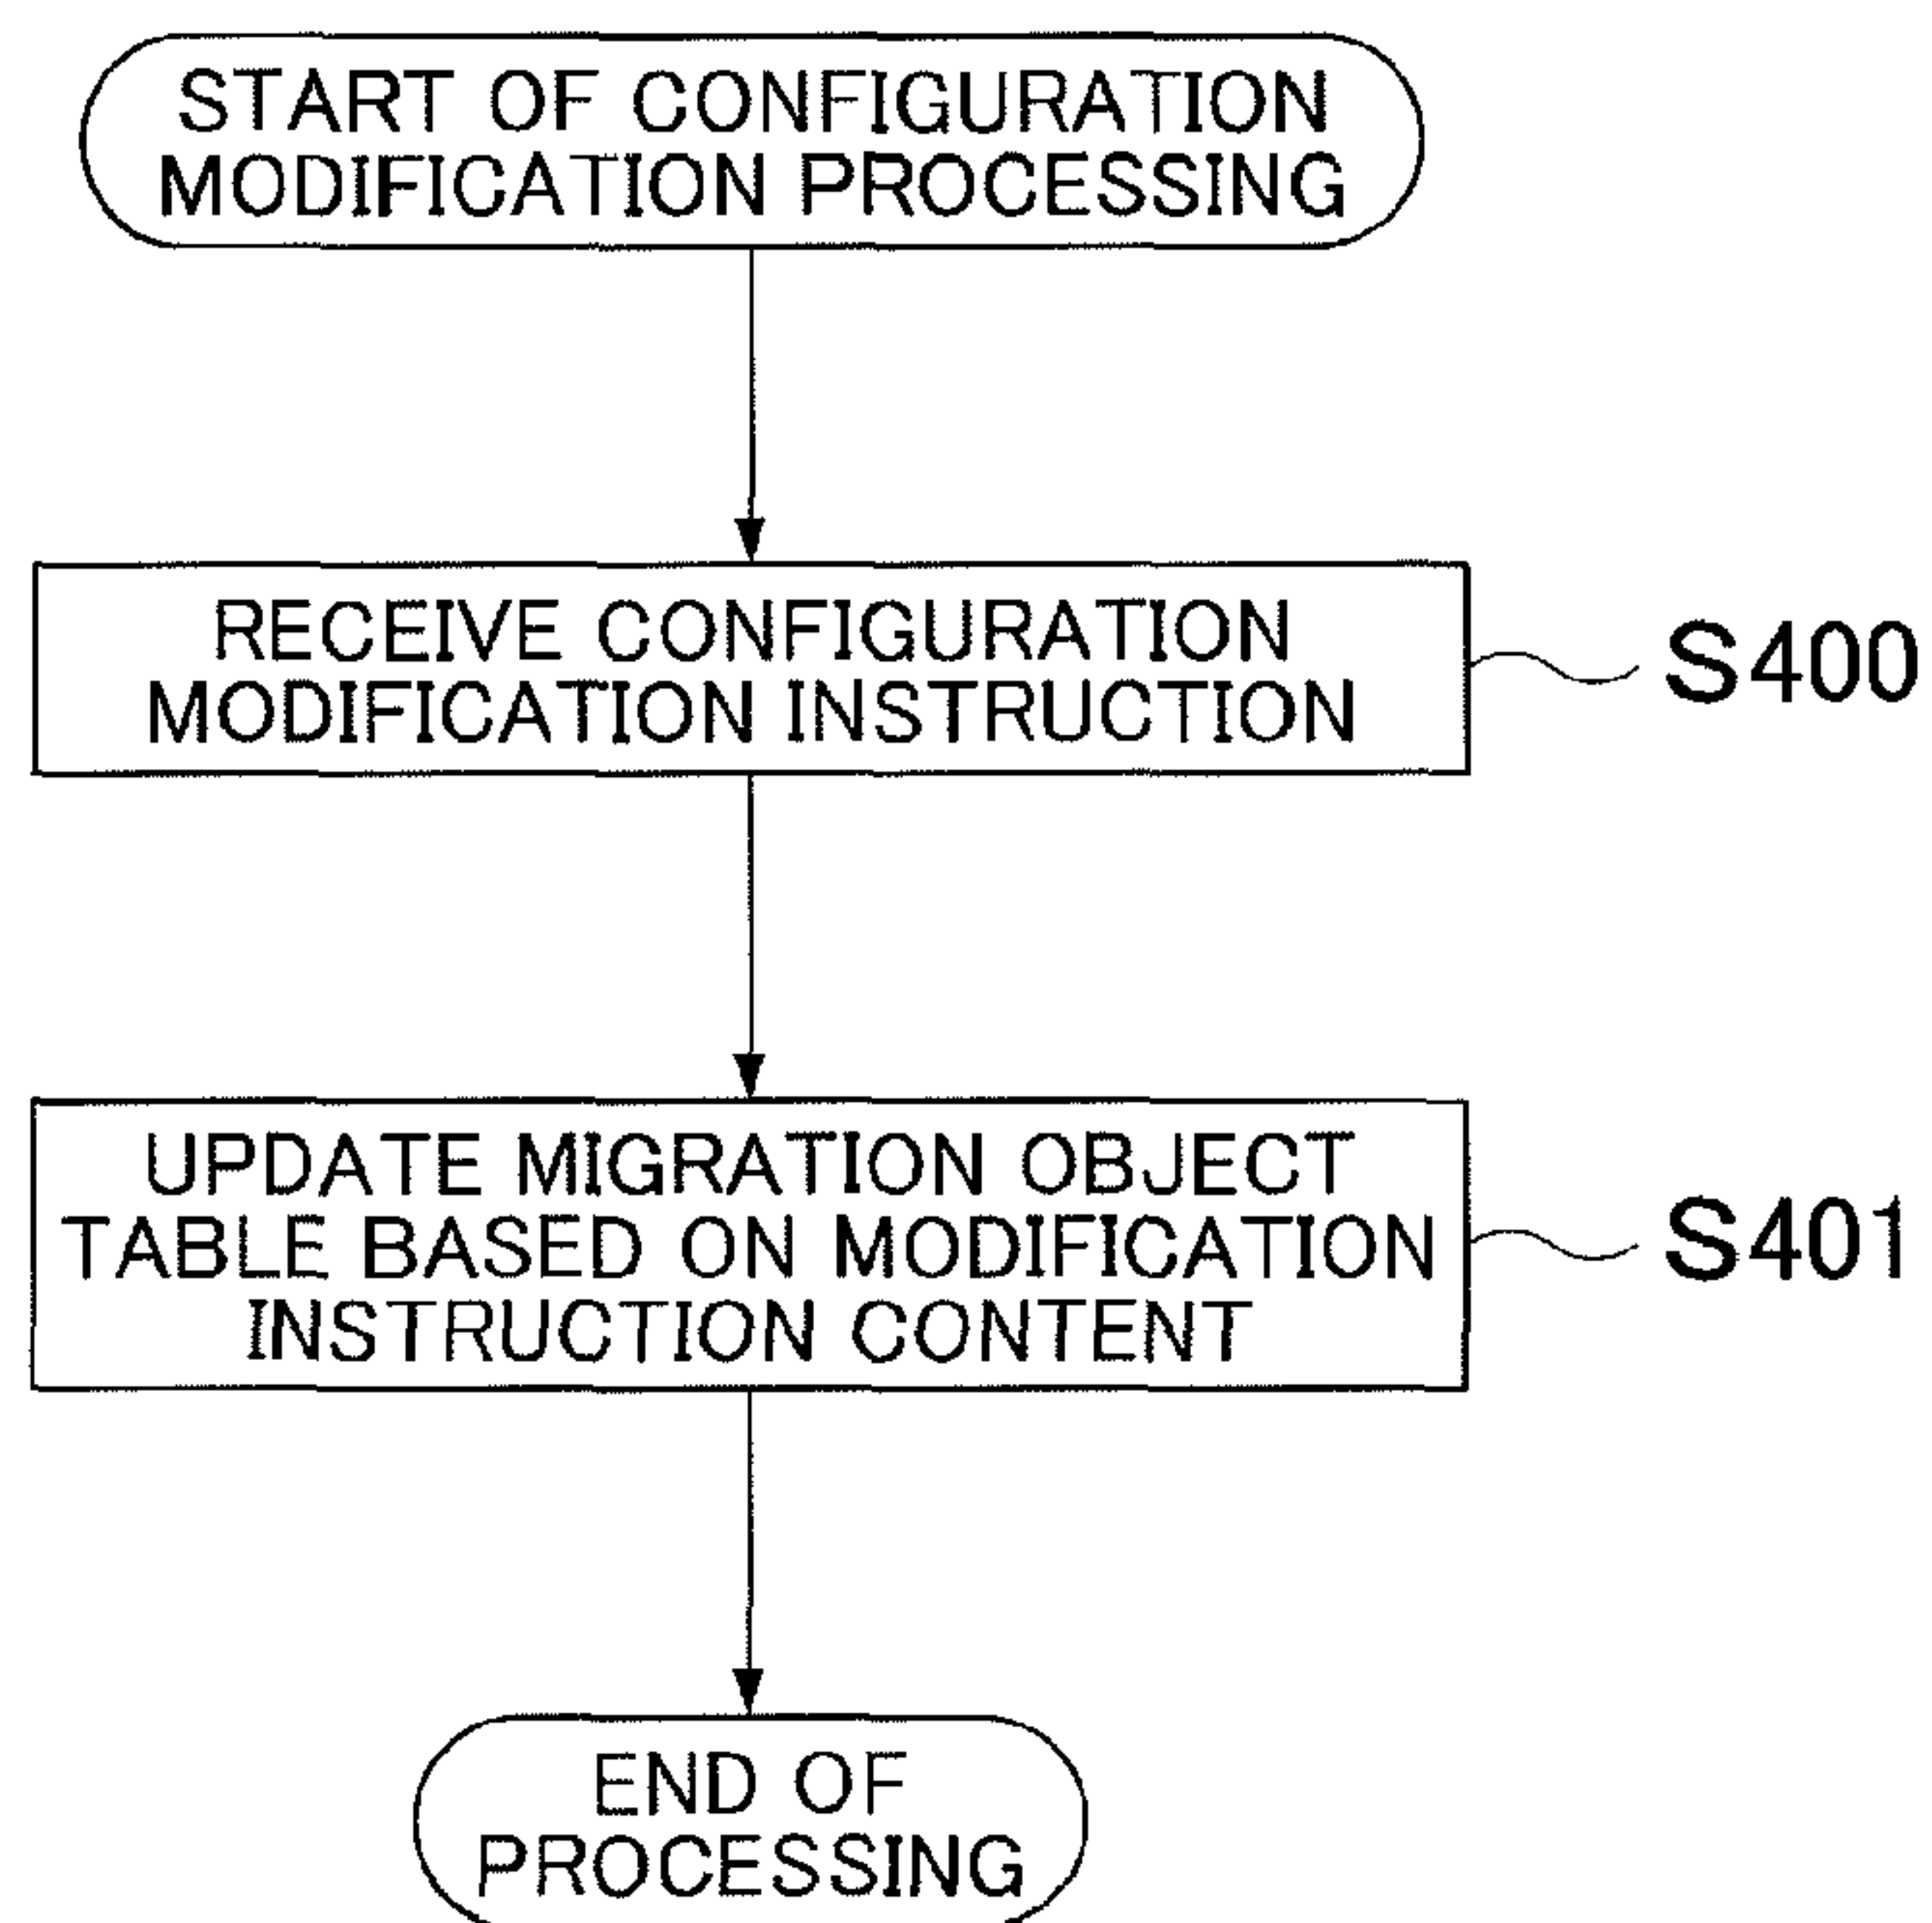 START OF CONFIGURATION
MODIFICATION PROCESSING
RECEIVE CONFIGURATION
MODIFICATION INSTRUCTION
S400
UPDATE MIGRATION OBJECT
TABLE BASED ON MODIFICATION
INSTRUCTION CONTENT
S401
END OF
PROCESSING